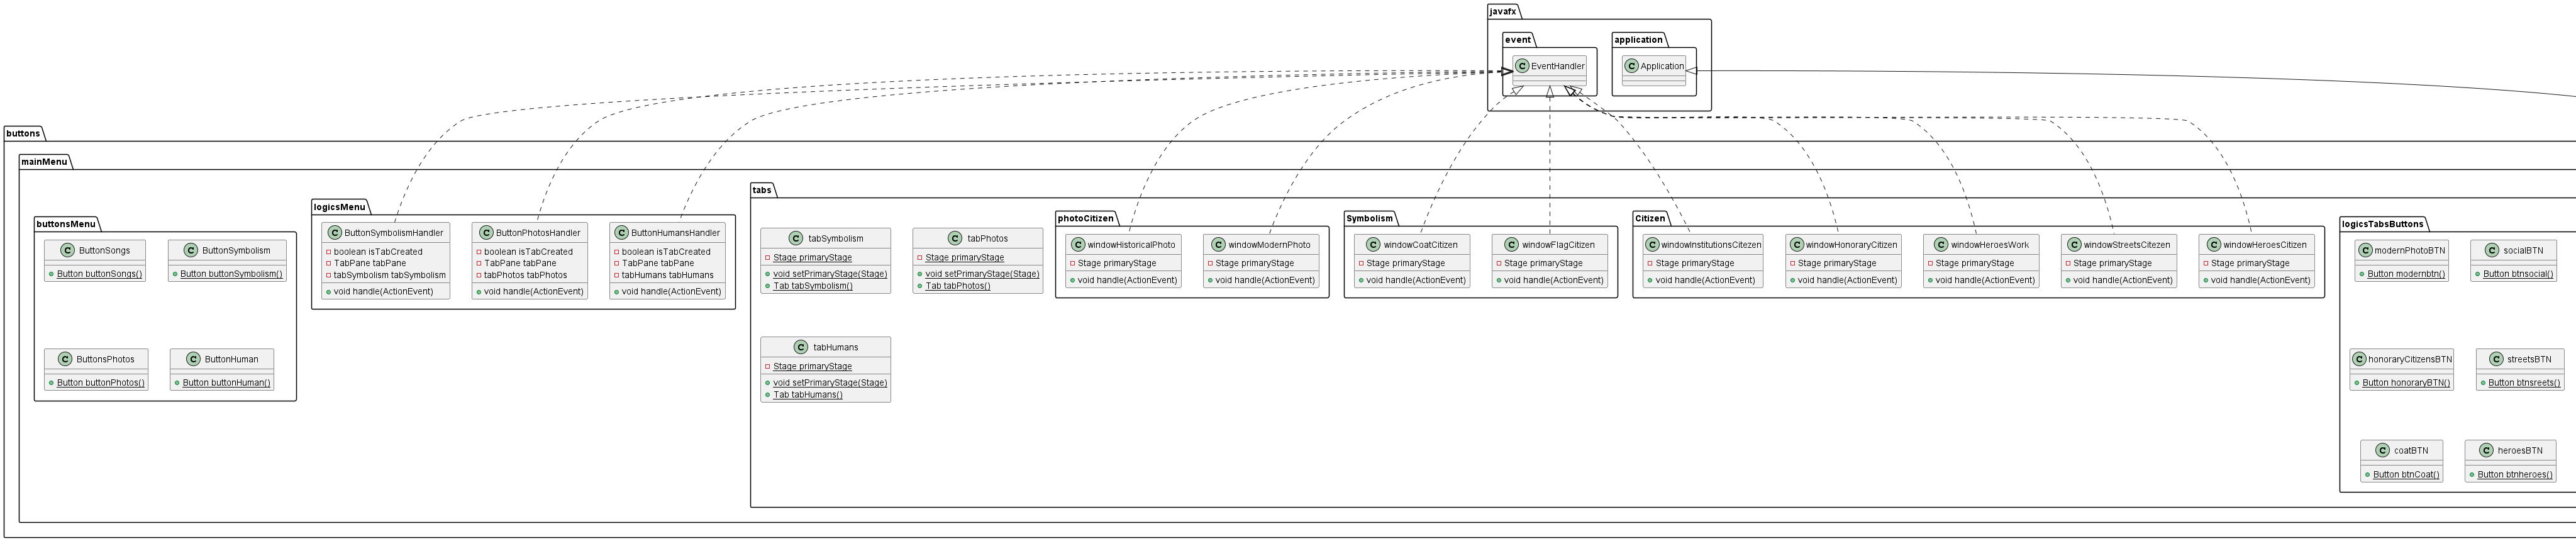 javafx
event
application
C EventHandler
C Application
buttons
mainMenu
buttonsMenu
C ButtonSongs
Button buttonSongs()
C ButtonSymbolism
Button buttonSymbolism()
C ButtonsPhotos
Button buttonPhotos()
C ButtonHuman
Button buttonHuman()
logicsMenu
C ButtonSymbolismHandler
boolean isTabCreated
TabPane tabPane
tabSymbolism tabSymbolism
void handle(ActionEvent)
C ButtonPhotosHandler
boolean isTabCreated
TabPane tabPane
tabPhotos tabPhotos
void handle(ActionEvent)
C ButtonHumansHandler
boolean isTabCreated
TabPane tabPane
tabHumans tabHumans
void handle(ActionEvent)
tabs
C tabSymbolism
Stage primaryStage
void setPrimaryStage(Stage)
Tab tabSymbolism()
C tabPhotos
Stage primaryStage
void setPrimaryStage(Stage)
Tab tabPhotos()
C tabHumans
Stage primaryStage
void setPrimaryStage(Stage)
Tab tabHumans()
photoCitizen
C windowHistoricalPhoto
Stage primaryStage
void handle(ActionEvent)
C windowModernPhoto
Stage primaryStage
void handle(ActionEvent)
Symbolism
C windowCoatCitizen
Stage primaryStage
void handle(ActionEvent)
C windowFlagCitizen
Stage primaryStage
void handle(ActionEvent)
Citizen
C windowInstitutionsCitezen
Stage primaryStage
void handle(ActionEvent)
C windowHonoraryCitizen
Stage primaryStage
void handle(ActionEvent)
C windowHeroesWork
Stage primaryStage
void handle(ActionEvent)
C windowStreetsCitezen
Stage primaryStage
void handle(ActionEvent)
C windowHeroesCitizen
Stage primaryStage
void handle(ActionEvent)
logicsTabsButtons
C modernPhotoBTN
Button modernbtn()
C socialBTN
Button btnsocial()
C honoraryCitizensBTN
Button honoraryBTN()
C streetsBTN
Button btnsreets()
C coatBTN
Button btnCoat()
C heroesBTN
Button btnheroes()